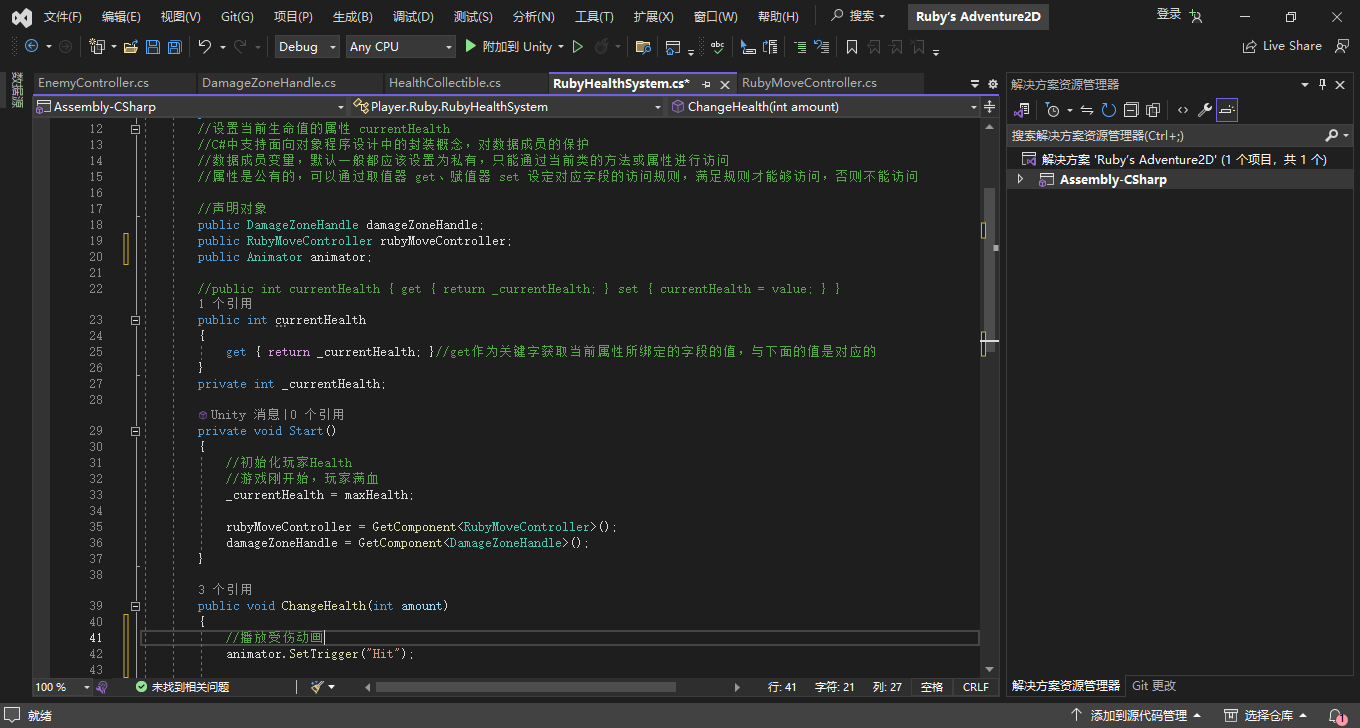 文件(F) 编辑(E) 视图(V) Git(G) 项目(P) 生成(B) 调试(D) 测试(S) 分析(N) 工具(T) 扩展(X) 窗口(W) 帮助(H) 搜索 Ruby's Adventure2D 登录
Debug Any CPU 附加到 Unity Live Share
数据源
EnemyController.cs DamageZoneHandle.cs HealthCollectible.cs RubyHealthSystem.cs* RubyMoveController.cs
Assembly-CSharp Player.Ruby.RubyHealthSystem ChangeHealth(int amount)
12 //设置当前生命值的属性 currentHealth
13 //C#中支持面向对象程序设计中的封装概念，对数据成员的保护
14 //数据成员变量，默认一般都应该设置为私有，只能通过当前类的方法或属性进行访问
15 //属性是公有的，可以通过取值器 get、赋值器 set 设定对应字段的访问规则，满足规则才能够访问，否则不能访问
16
17 //声明对象
18 public DamageZoneHandle damageZoneHandle;
19 public RubyMoveController rubyMoveController;
20 public Animator animator;
21
22 //public int currentHealth { get { return _currentHealth; } set { currentHealth = value; } }
1 个引用
23 public int currentHealth
24 {
25 get { return _currentHealth; }//get作为关键字获取当前属性所绑定的字段的值，与下面的值是对应的
26 }
27 private int _currentHealth;
28
Unity 消息|0 个引用
29 private void Start()
30 {
31 //初始化玩家Health
32 //游戏刚开始，玩家满血
33 _currentHealth = maxHealth;
34
35 rubyMoveController = GetComponent<RubyMoveController>();
36 damageZoneHandle = GetComponent<DamageZoneHandle>();
37 }
38
3 个引用
39 public void ChangeHealth(int amount)
40 {
41 //播放受伤动画
42 animator.SetTrigger("Hit");
43
100 % 未找到相关问题 行: 41 字符: 21 列: 27 空格 CRLF
解决方案资源管理器
搜索解决方案资源管理器(Ctrl+;)
解决方案 'Ruby's Adventure2D' (1 个项目，共 1 个)
Assembly-CSharp
解决方案资源管理器 Git 更改
就绪 添加到源代码管理 选择仓库 1